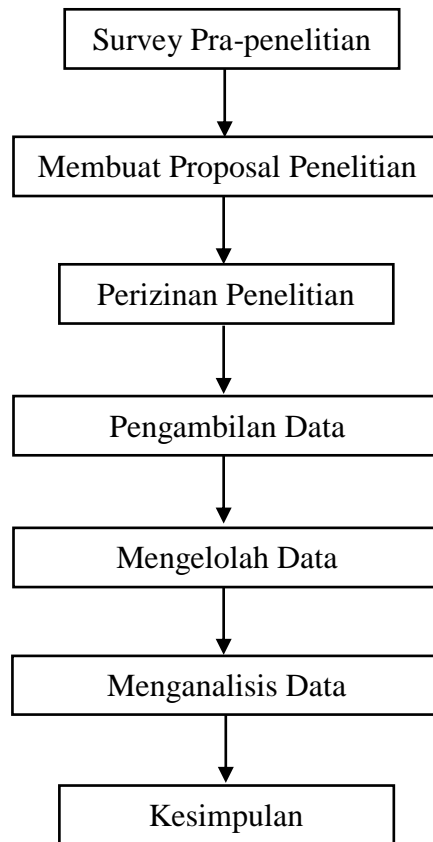 Survey Pra-penelitian
Membuat Proposal Penelitian
Perizinan Penelitian
Pengambilan Data
Mengelolah Data
Menganalisis Data
Kesimpulan